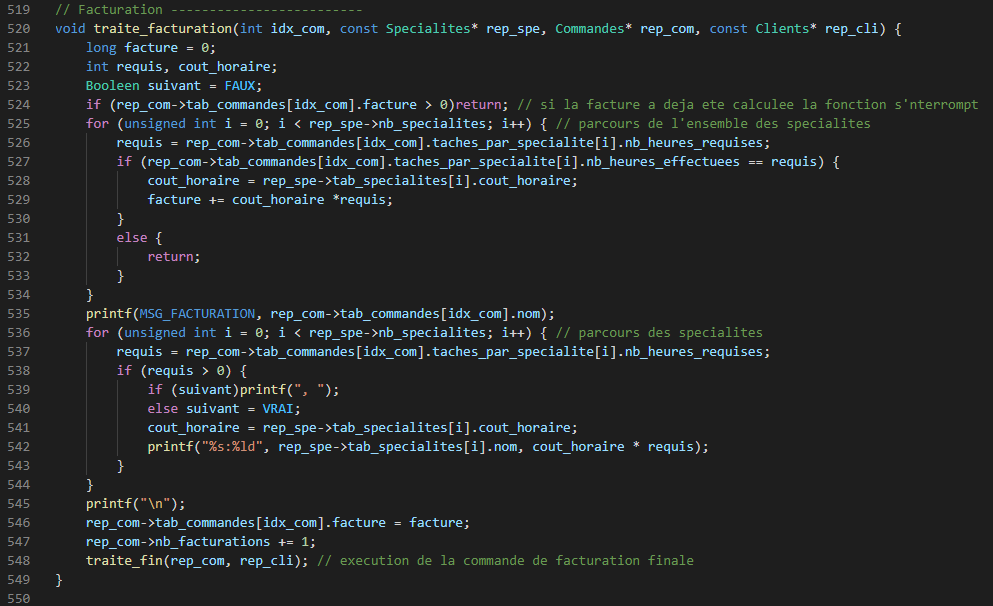 519 // Facturation -------------------------
520 void traite_facturation(int idx_com, const Specialites* rep_spe, Commandes* rep_com, const Clients* rep_cli) {
521     long facture = 0;
522     int requis, cout_horaire;
523     Booleen suivant = FAUX;
524     if (rep_com->tab_commandes[idx_com].facture > 0)return; // si la facture a deja ete calculee la fonction s'nterrompt
525     for (unsigned int i = 0; i < rep_spe->nb_specialites; i++) { // parcours de l'ensemble des specialites
526         requis = rep_com->tab_commandes[idx_com].taches_par_specialite[i].nb_heures_requises;
527         if (rep_com->tab_commandes[idx_com].taches_par_specialite[i].nb_heures_effectuees == requis) {
528             cout_horaire = rep_spe->tab_specialites[i].cout_horaire;
529             facture += cout_horaire *requis;
530         }
531         else {
532             return;
533         }
534     }
535     printf(MSG_FACTURATION, rep_com->tab_commandes[idx_com].nom);
536     for (unsigned int i = 0; i < rep_spe->nb_specialites; i++) { // parcours des specialites
537         requis = rep_com->tab_commandes[idx_com].taches_par_specialite[i].nb_heures_requises;
538         if (requis > 0) {
539             if (suivant)printf(", ");
540             else suivant = VRAI;
541             cout_horaire = rep_spe->tab_specialites[i].cout_horaire;
542             printf("%s:%ld", rep_spe->tab_specialites[i].nom, cout_horaire * requis);
543         }
544     }
545     printf("\n");
546     rep_com->tab_commandes[idx_com].facture = facture;
547     rep_com->nb_facturations += 1;
548     traite_fin(rep_com, rep_cli); // execution de la commande de facturation finale
549 }
550